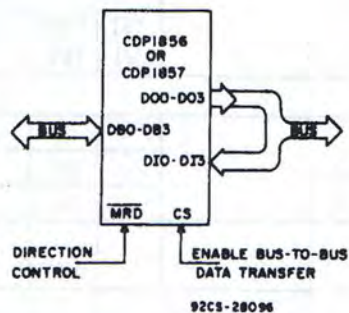 CDP1856
OR
CDP1857
DO0-DO3
BUS
DB0-DB3
BUS
DI0-DI3
MRD
CS
DIRECTION
CONTROL
ENABLE BUS-TO-BUS
DATA TRANSFER
92CS-28096